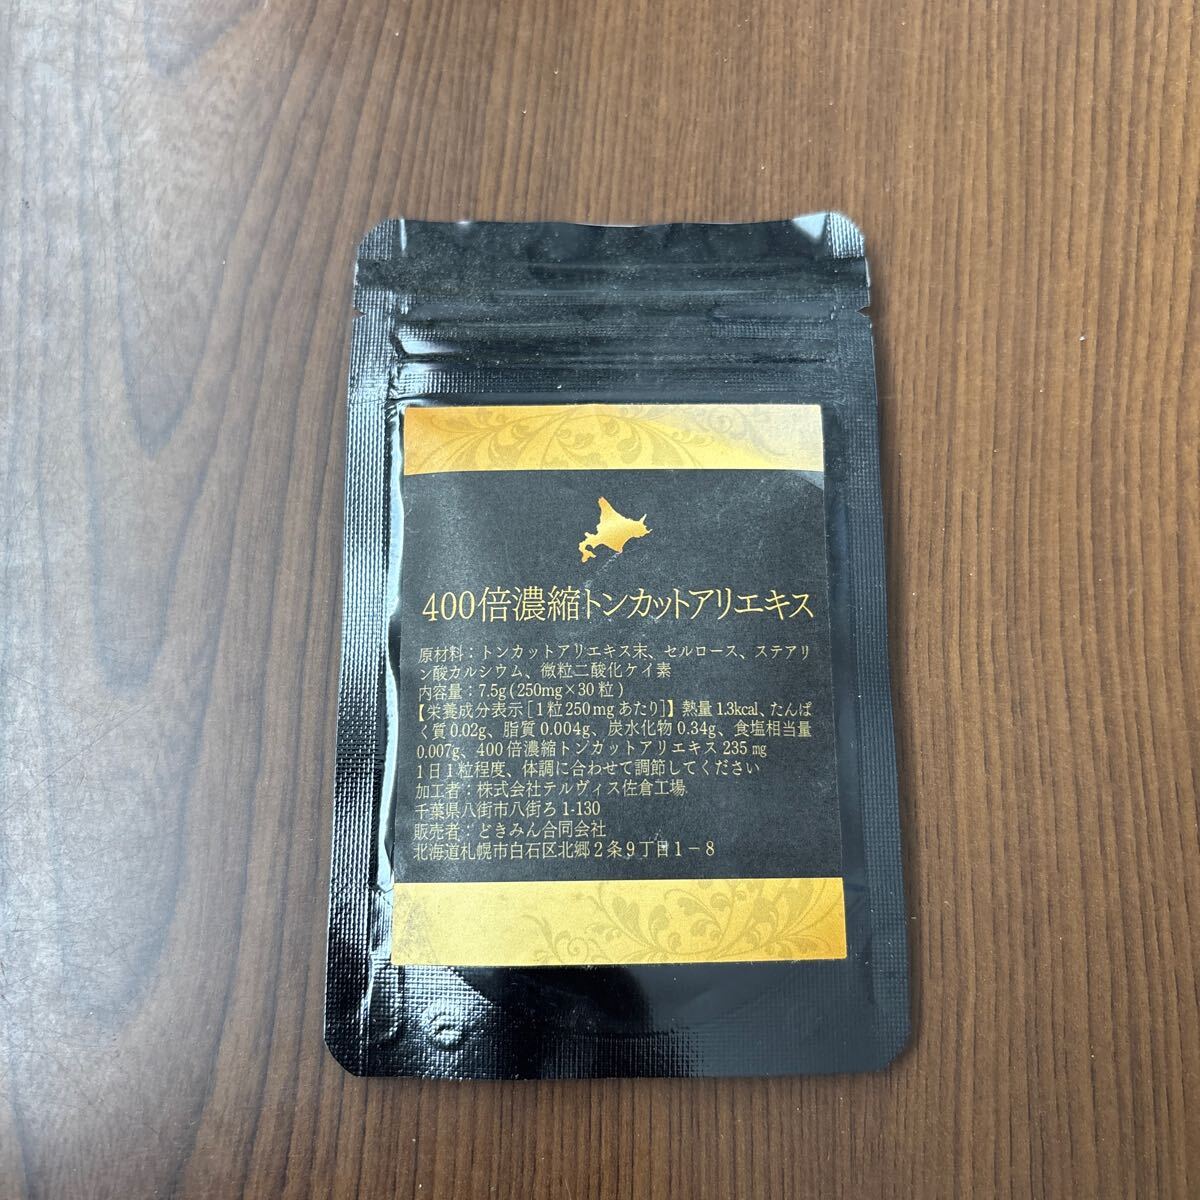 400倍濃縮トンカットアリエキス
原材料：トンカットアリエキス末、セルロース、ステアリ
ン酸カルシウム、微粒二酸化ケイ素
内容量：7.5g(250mg×30粒)
【栄養成分表示[1粒250mgあたり]】熱量1.3kcal、たんぱ
く質0.02g、脂質0.004g、炭水化物0.34g、食塩相当量
0.007g、400倍濃縮トンカットアリエキス235㎎
1日1粒程度、体調に合わせて調節してください
加工者：株式会社テルヴィス佐倉工場
千葉県八街市八街ろ1-130
販売者：どきみん合同会社
北海道札幌市白石区北郷2条9丁目1－8